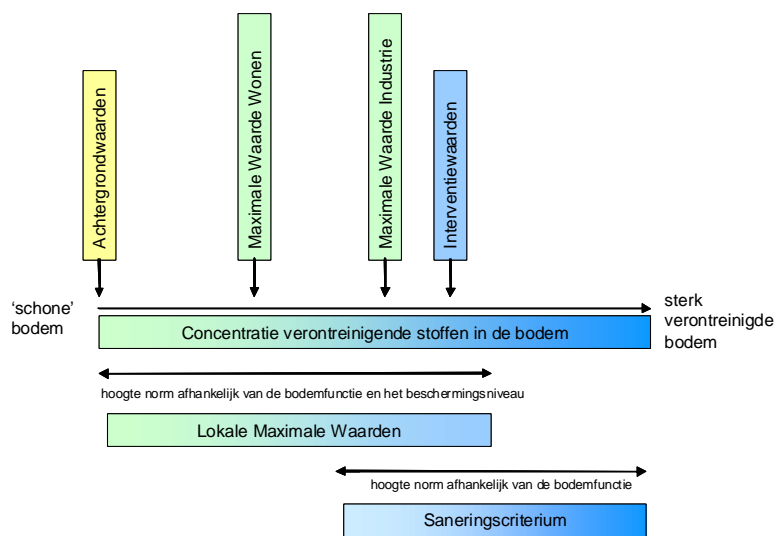 Achtergrondwaarden
Maximale Waarde Wonen
Maximale Waarde Industrie
Interventiewaarden
‘schone’
bodem
sterk
verontreinigde
bodem
Concentratie verontreinigende stoffen in de bodem
hoogte norm afhankelijk van de bodemfunctie en het beschermingsniveau
Lokale Maximale Waarden
hoogte norm afhankelijk van de bodemfunctie
Saneringscriterium